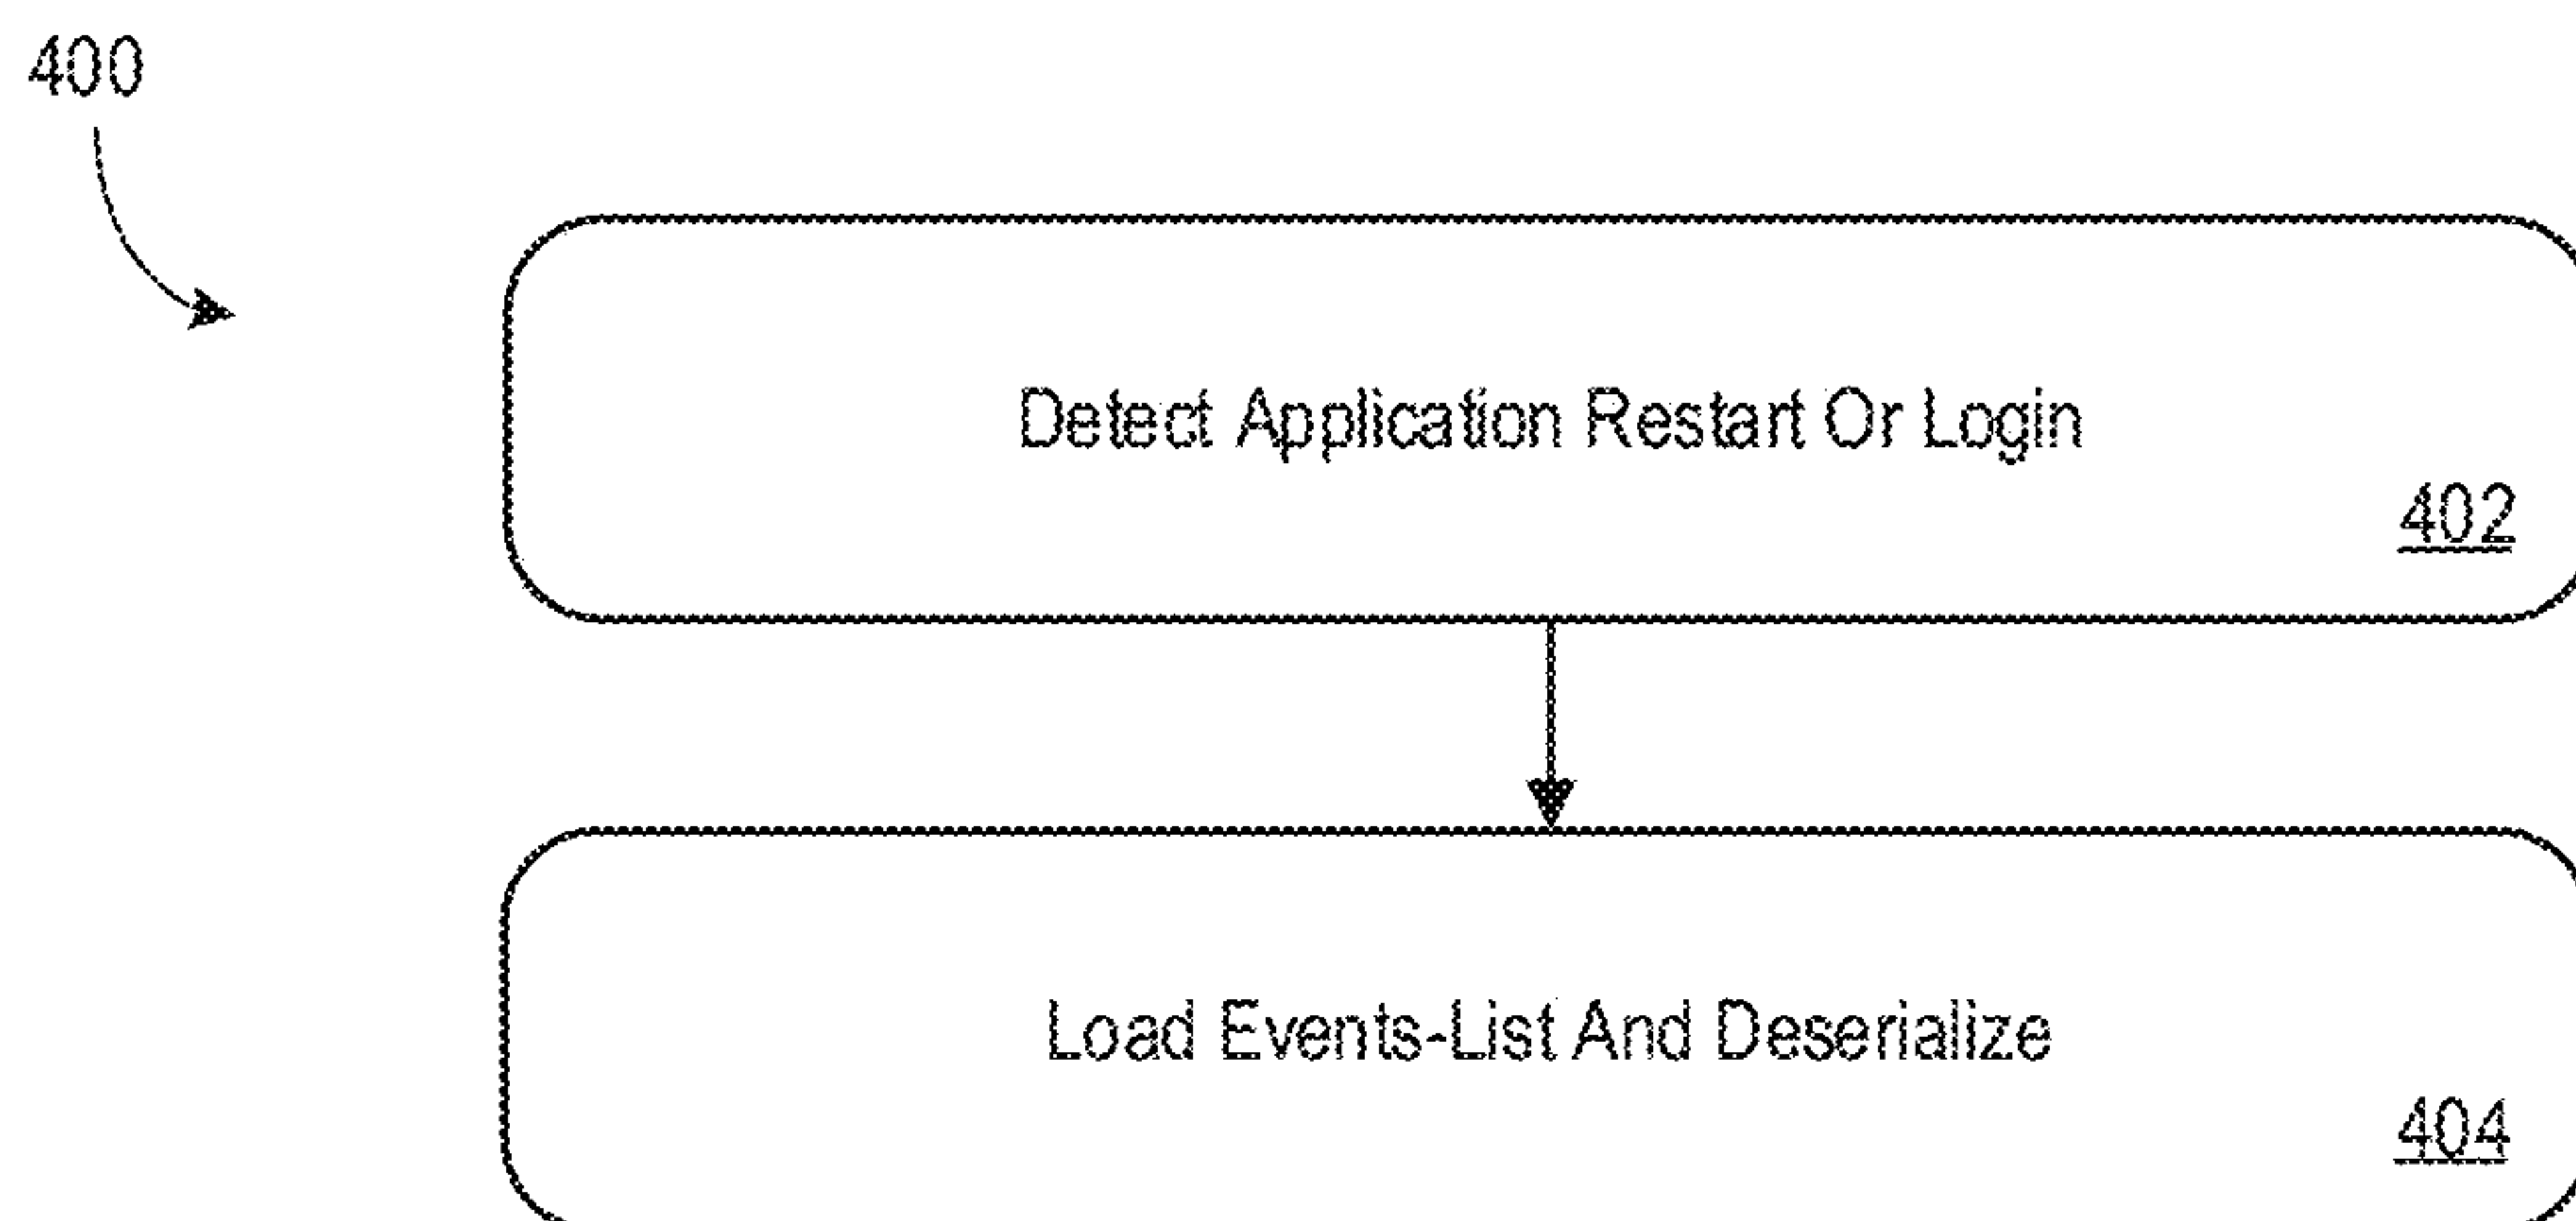 400
Detect Application Restart Or Login
402
Load Events-List And Deserialize
404